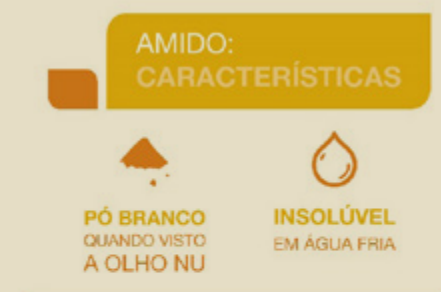 AMIDO:
CARACTERÍSTICAS
PÓ BRANCO
QUANDO VISTO
A OLHO NU
INSOLÚVEL
EM ÁGUA FRIA